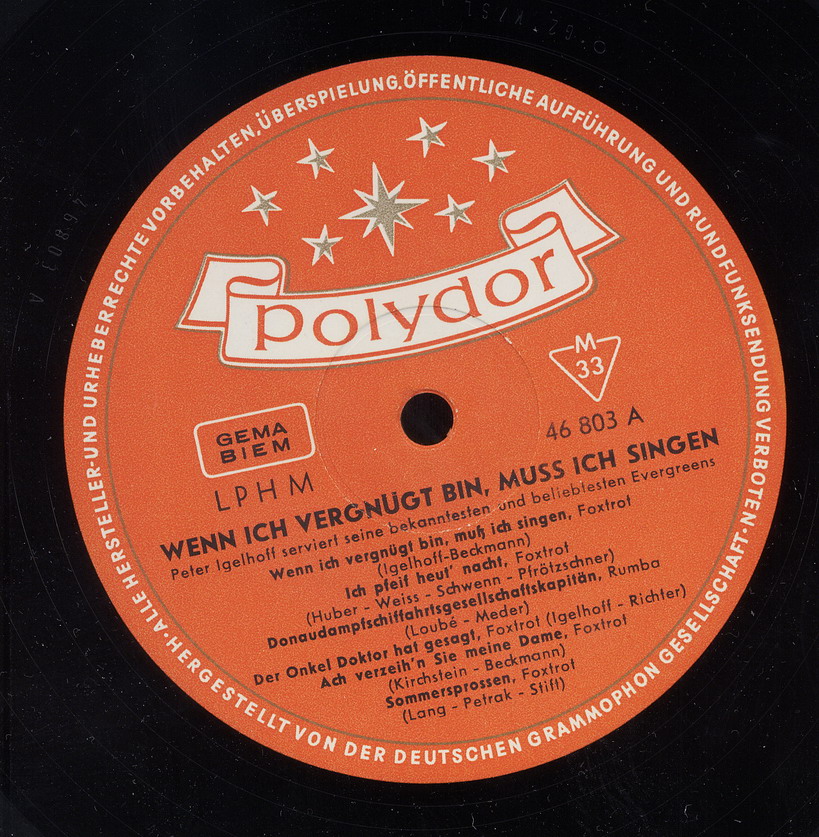 ALLE HERSTELLER-UND URHEBERRECHTE VORBEHALTEN, ÜBERSPIELUNG. ÖFFENTLICHE AUFFÜHRUNG UND RUNDFUNKSENDUNG VERBOTEN·
HERGESTELLT VON DER DEUTSCHEN GRAMMOPHON GESELLSCHAFT·
polydor
M
33
GEMA
BIEM
46 803 A
LPHM
WENN ICH VERGNÜGT BIN, MUSS ICH SINGEN
Peter Igelhoff serviert seine bekanntesten und beliebtesten Evergreens
Wenn ich vergnügt bin, muß ich singen, Foxtrot
(Igelhoff-Beckmann)
Ich pfeif heut' nacht, Foxtrot
(Huber - Weiss - Schwenn - Pfrötzschner)
Donaudampfschiffahrtsgesellschaftskapitän, Rumba
(Loubé - Meder)
Der Onkel Doktor hat gesagt, Foxtrot (Igelhoff - Richter)
Ach verzeih'n Sie meine Dame, Foxtrot
(Kirchstein - Beckmann)
Sommersprossen, Foxtrot
(Lang - Petrak - Stift)
46803 A